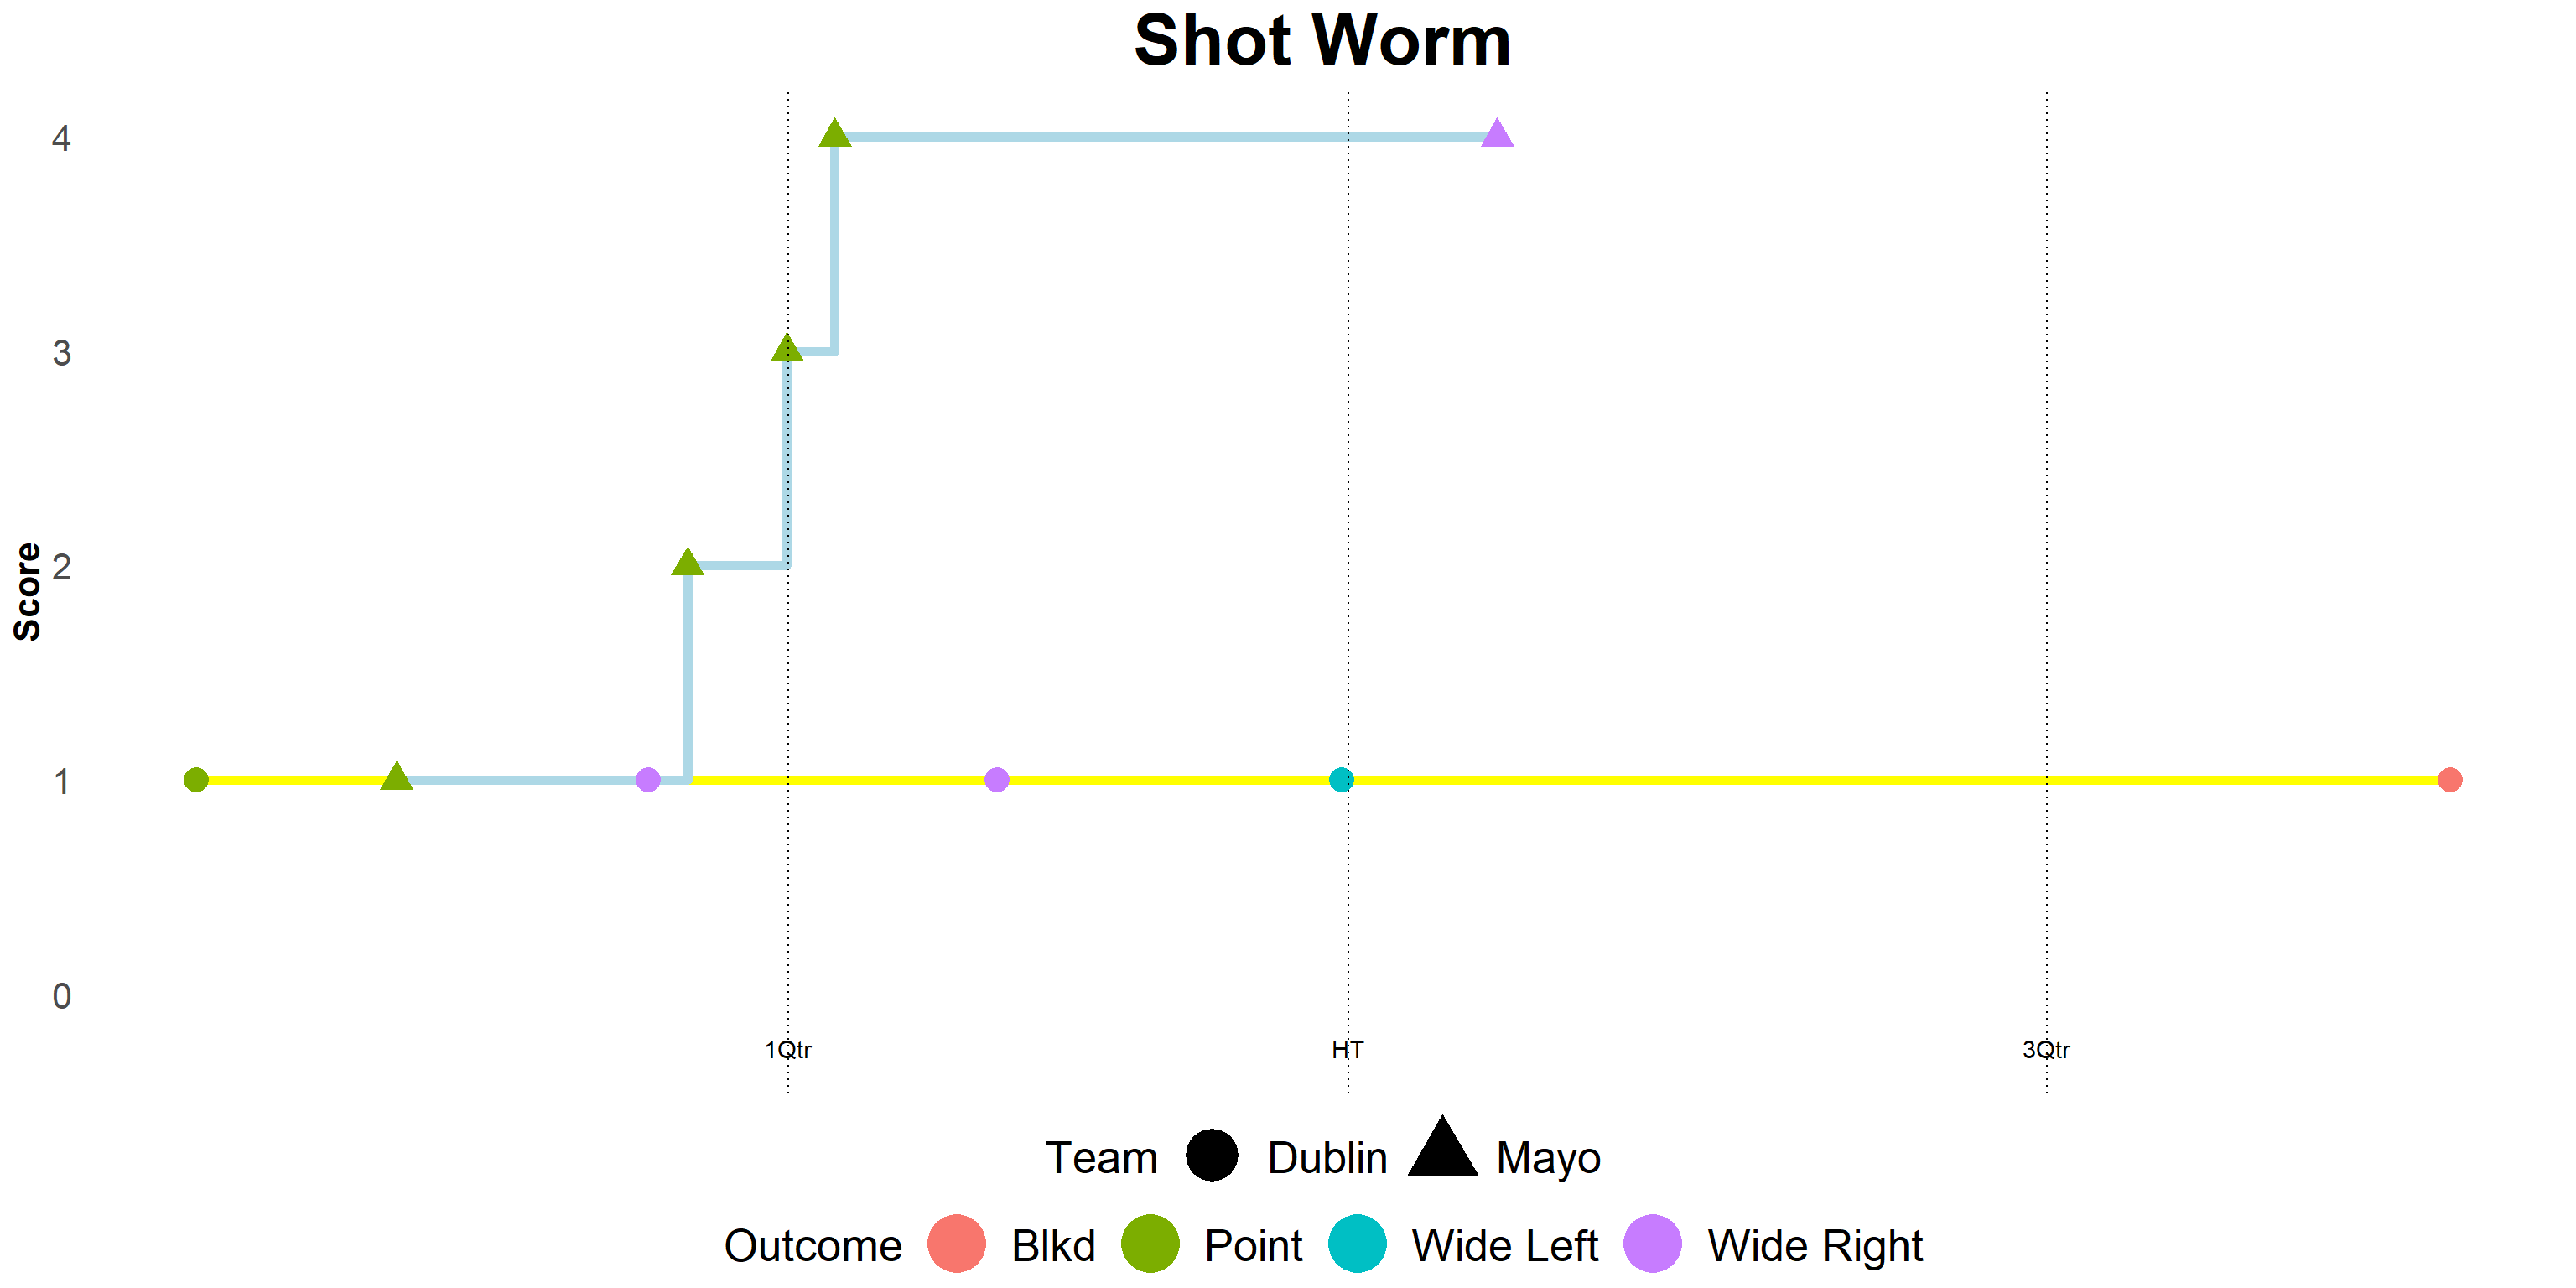 Shot Worm
4
3
2
1
0
Score
1Qtr HT 3Qtr
Team Dublin Mayo
Outcome Blkd Point Wide Left Wide Right